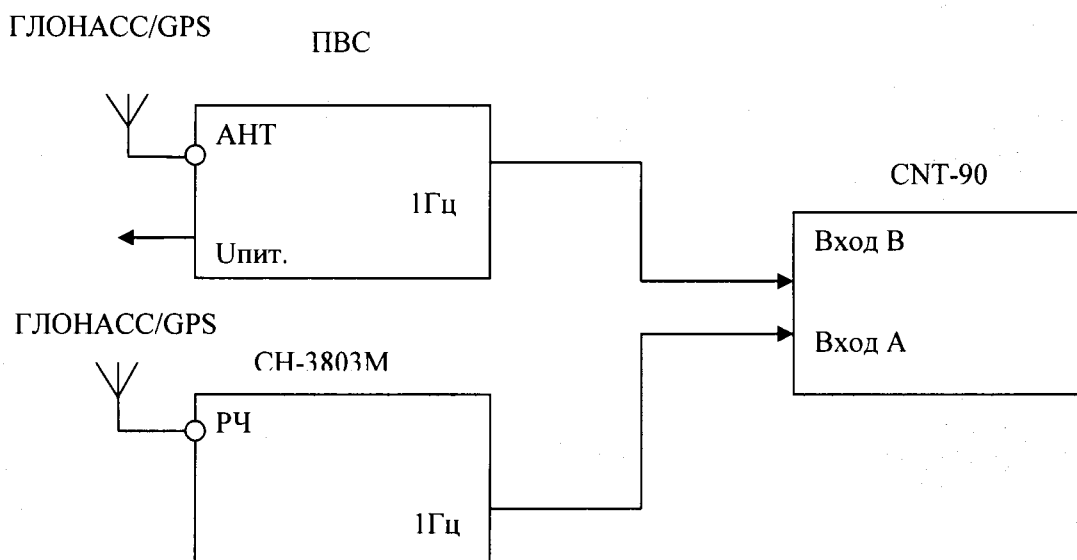 ГЛОНАСС/GPS
ПВС
АНТ
1Гц
Uпит.
CNT-90
Вход В
Вход А
ГЛОНАСС/GPS
СН-3803М
РЧ
1Гц